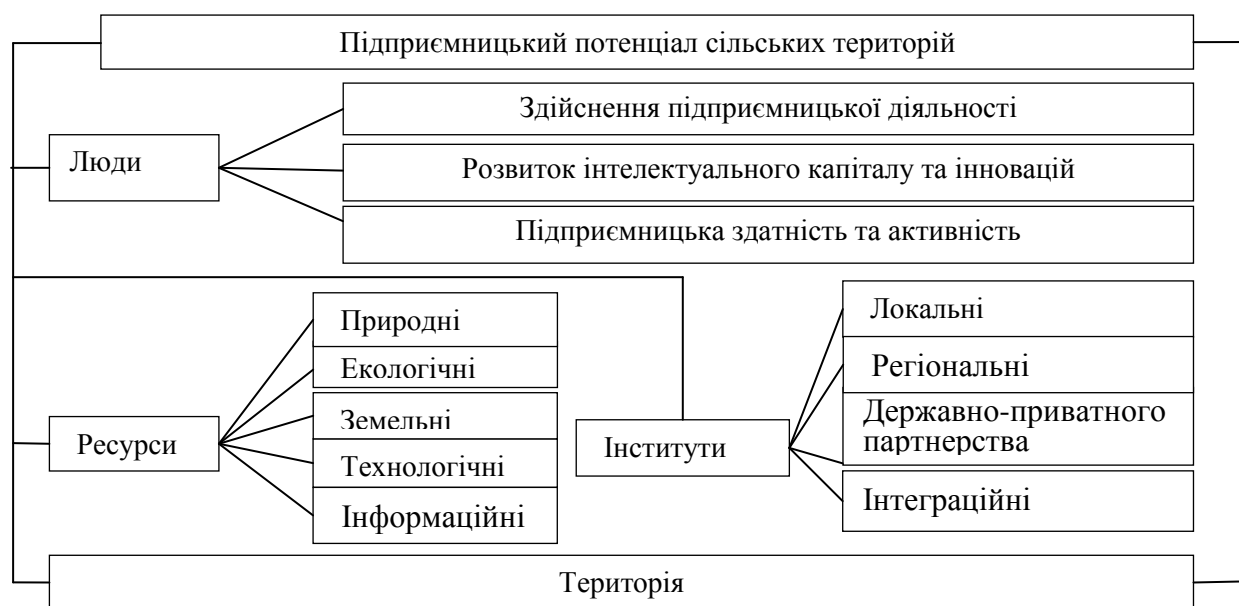 Підприємницький потенціал сільських територій
Здійснення підприємницької діяльності
Люди
Розвиток інтелектуального капіталу та інновацій
Підприємницька здатність та активність
Природні
Екологічні
Земельні
Ресурси
Технологічні
Інформаційні
Локальні
Регіональні
Державно-приватного
партнерства
Інститути
Інтеграційні
Територія